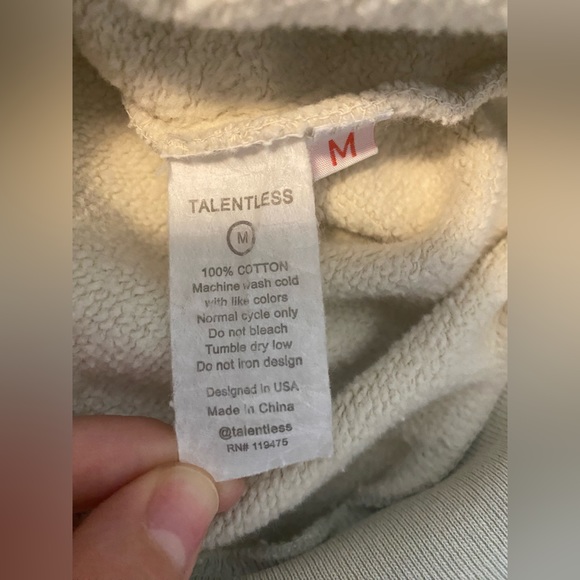 M
TALENTLESS
M
100% COTTON
Machine wash cold
with like colors
Normal cycle only
Do not bleach
Tumble dry low
Do not iron design
Designed in USA
Made in China
@talentless
RN# 119475